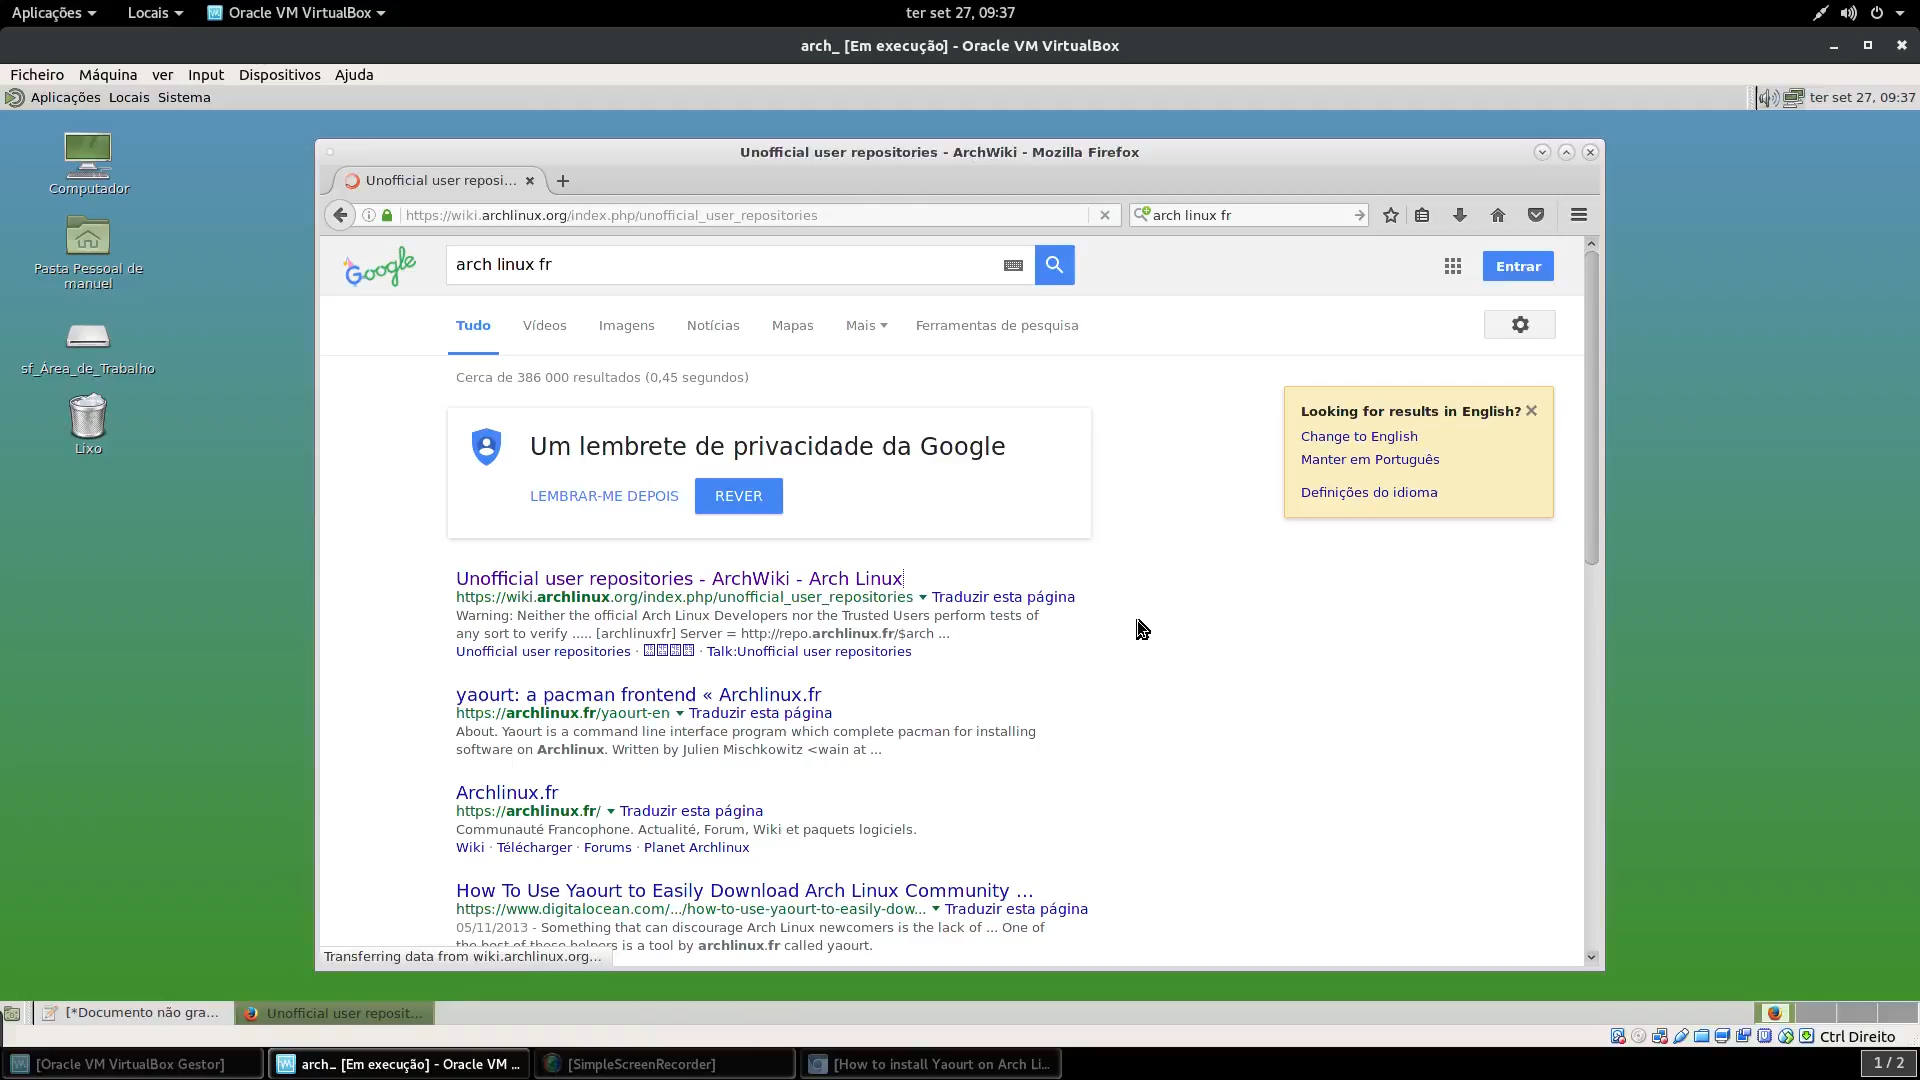 Aplicações
Locais
Oracle VM VirtualBox
ter set 27, 09:37
arch_ [Em execução] - Oracle VM VirtualBox
Ficheiro Máquina ver Input Dispositivos Ajuda
Aplicações Locais Sistema
ter set 27, 09:37
Computador
Pasta Pessoal de
manuel
sf_Área_de_Trabalho
Lixo
Unofficial user repositories - ArchWiki - Mozilla Firefox
Unofficial user reposi...
https://wiki.archlinux.org/index.php/unofficial_user_repositories
arch linux fr
Google
arch linux fr
Entrar
Tudo Vídeos Imagens Notícias Mapas Mais Ferramentas de pesquisa
Cerca de 386 000 resultados (0,45 segundos)
Um lembrete de privacidade da Google
LEMBRAR-ME DEPOIS REVER
Looking for results in English?
Change to English
Manter em Português
Definições do idioma
Unofficial user repositories - ArchWiki - Arch Linux
https://wiki.archlinux.org/index.php/unofficial_user_repositories Traduzir esta página
Warning: Neither the official Arch Linux Developers nor the Trusted Users perform tests of
any sort to verify ..... [archlinuxfr] Server = http://repo.archlinux.fr/$arch ...
Unofficial user repositories · · Talk:Unofficial user repositories
yaourt: a pacman frontend « Archlinux.fr
https://archlinux.fr/yaourt-en Traduzir esta página
About. Yaourt is a command line interface program which complete pacman for installing
software on Archlinux. Written by Julien Mischkowitz <wain at ...
Archlinux.fr
https://archlinux.fr/ Traduzir esta página
Communauté Francophone. Actualité, Forum, Wiki et paquets logiciels.
Wiki · Télécharger · Forums · Planet Archlinux
How To Use Yaourt to Easily Download Arch Linux Community ...
https://www.digitalocean.com/.../how-to-use-yaourt-to-easily-dow... Traduzir esta página
05/11/2013 - Something that can discourage Arch Linux newcomers is the lack of ... One of
the best of these helpers is a tool by archlinux.fr called yaourt.
Transferring data from wiki.archlinux.org...
[*Documento não gra...
Unofficial user reposit...
Ctrl Direito
[Oracle VM VirtualBox Gestor]
arch_ [Em execução] - Oracle VM ...
[SimpleScreenRecorder]
[How to install Yaourt on Arch Li...
1 / 2